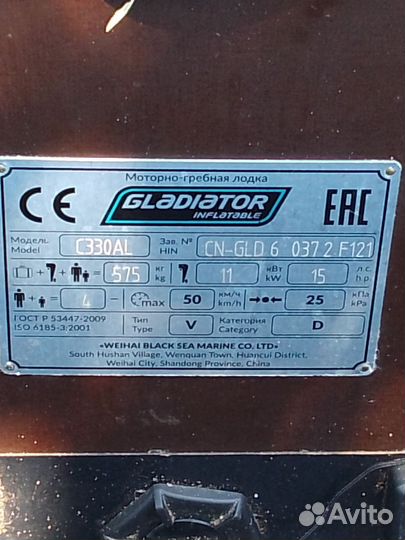 Моторно-гребная лодка
CE GLADIATOR EAC
INFLATABLE
Модель C330AL Зав. № CN-GLD 6 037 2 F121
Model HIN
575 кг 11 кВт 15 л.с.
kg kW h.p.
4 max 50 км/ч 25 кПа
km/h kPa
ГОСТ Р 53447-2009 Тип V Категория D
ISO 6185-3:2001 Type Category
«WEIHAI BLACK SEA MARINE CO. LTD»
South Hushan Village, Wenquan Town, Huancui District,
Weihai City, Shandong Province, China
Avito